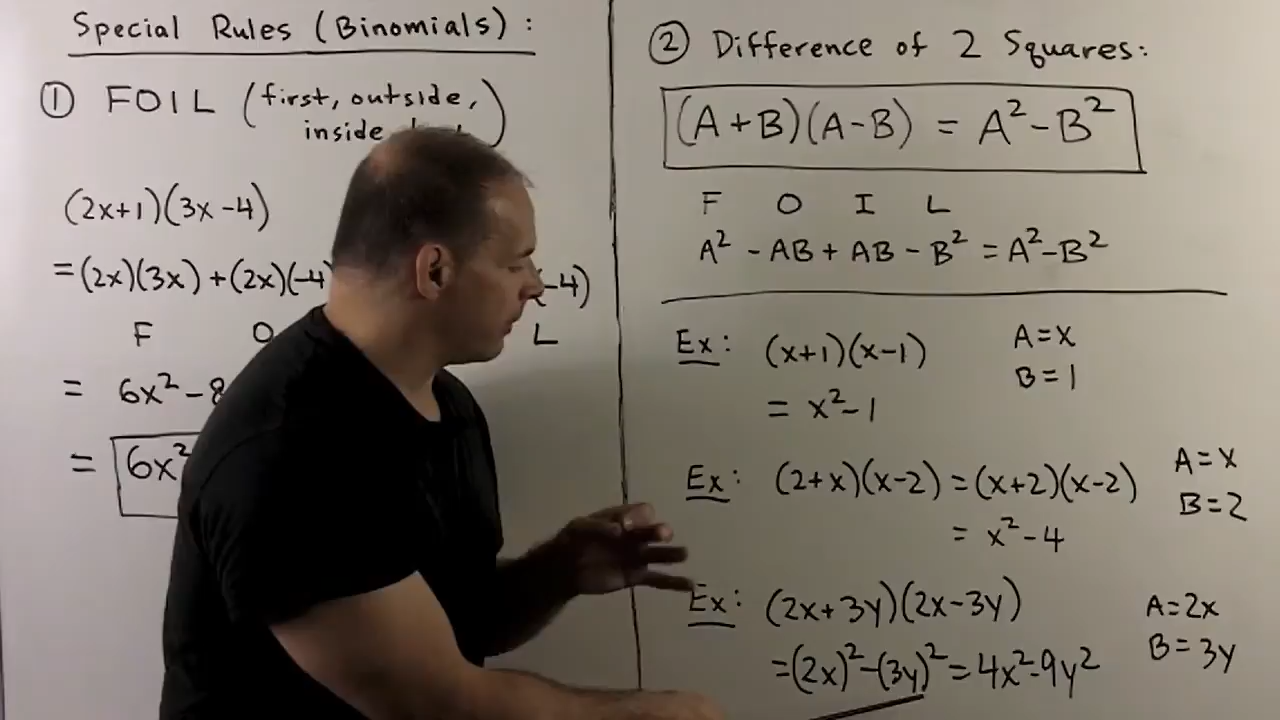 Special Rules (Binomials):
① FOIL (first, outside,
inside
(2x+1)(3x-4)
=(2x)(3x)+(2x)(-4
-4)
F O L
= 6x²-8
= 6x²
② Difference of 2 Squares:
(A+B)(A-B) = A²-B²
F O I L
A² - AB + AB - B² = A²-B²
Ex: (x+1)(x-1) A=x
B=1
= x²-1
Ex: (2+x)(x-2) = (x+2)(x-2) A=x
B=2
= x²-4
Ex: (2x+3y)(2x-3y) A=2x
B=3y
=(2x)²-(3y)²=4x²-9y²